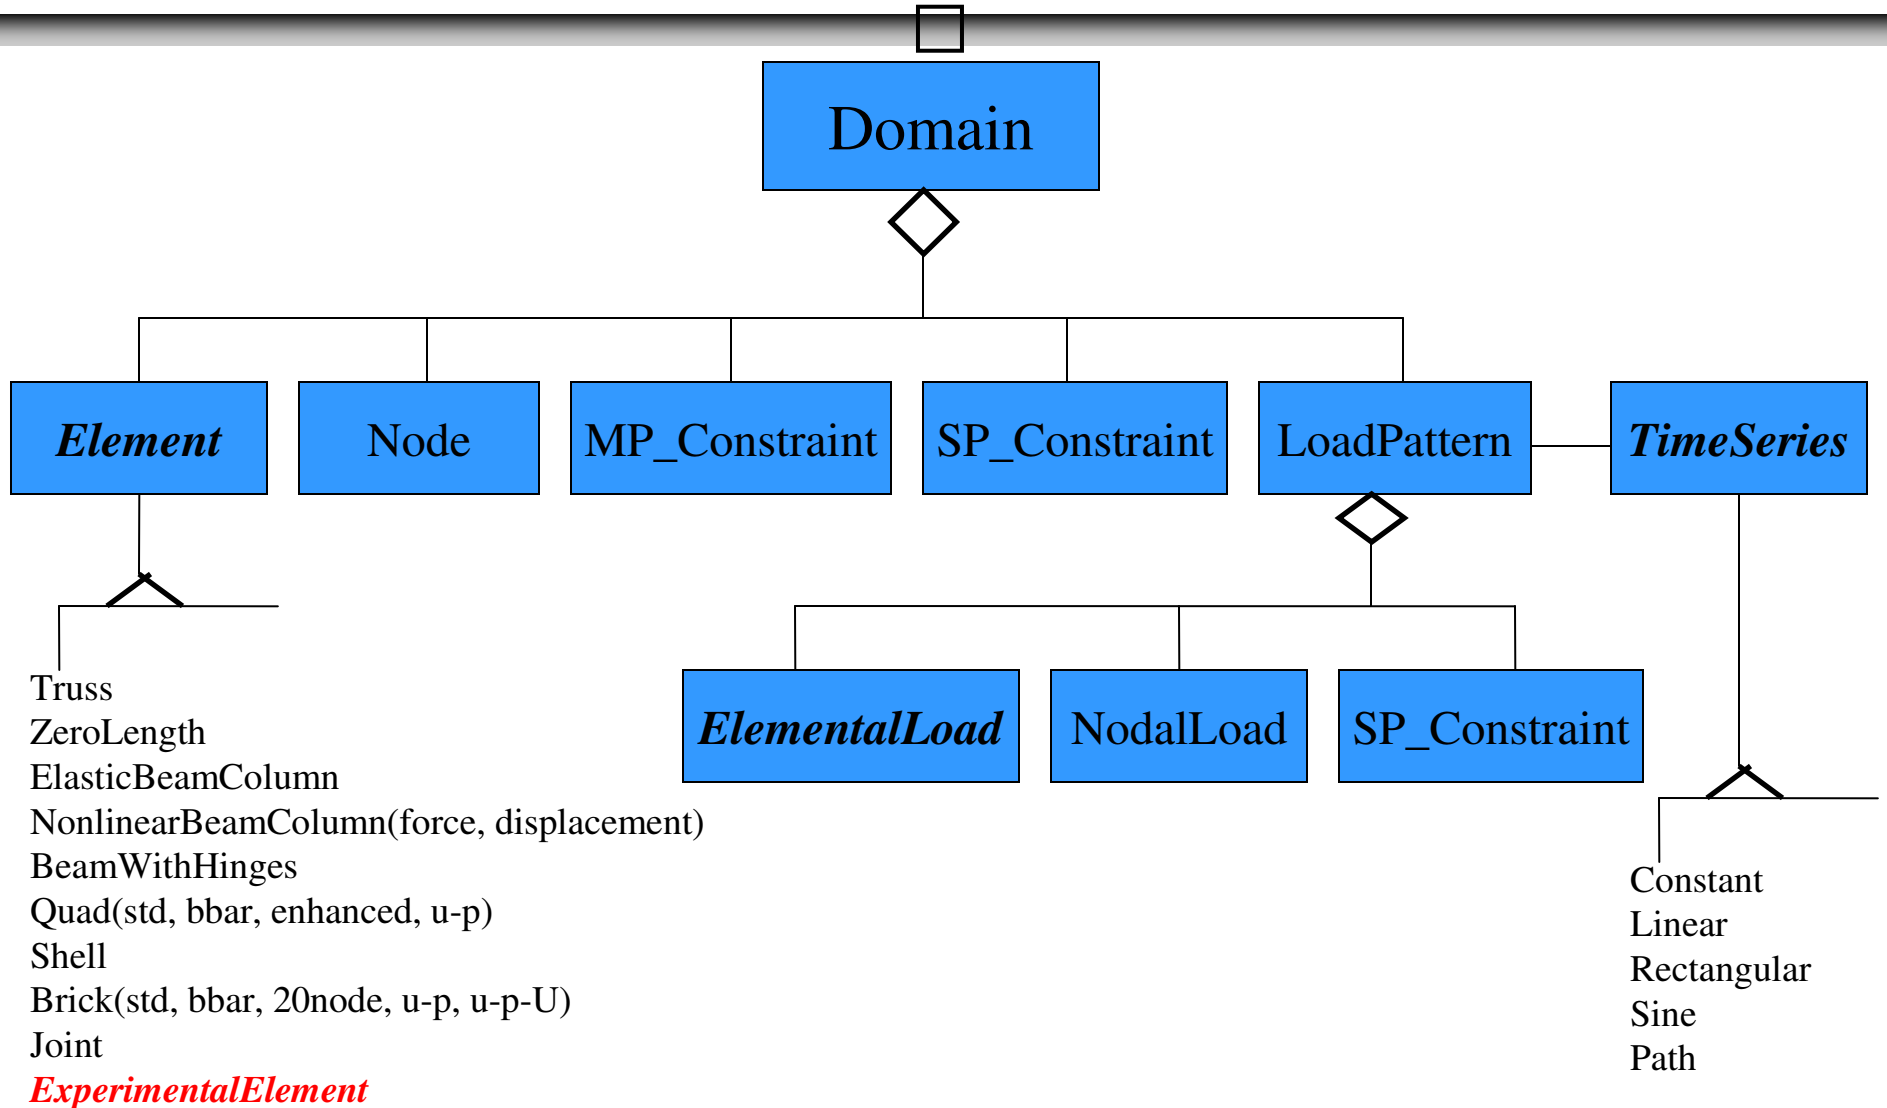 Domain
Element
Node
MP_Constraint
SP_Constraint
LoadPattern
TimeSeries
ElementalLoad
NodalLoad
SP_Constraint
Truss
ZeroLength
ElasticBeamColumn
NonlinearBeamColumn(force, displacement)
BeamWithHinges
Quad(std, bbar, enhanced, u-p)
Shell
Brick(std, bbar, 20node, u-p, u-p-U)
Joint
ExperimentalElement
Constant
Linear
Rectangular
Sine
Path